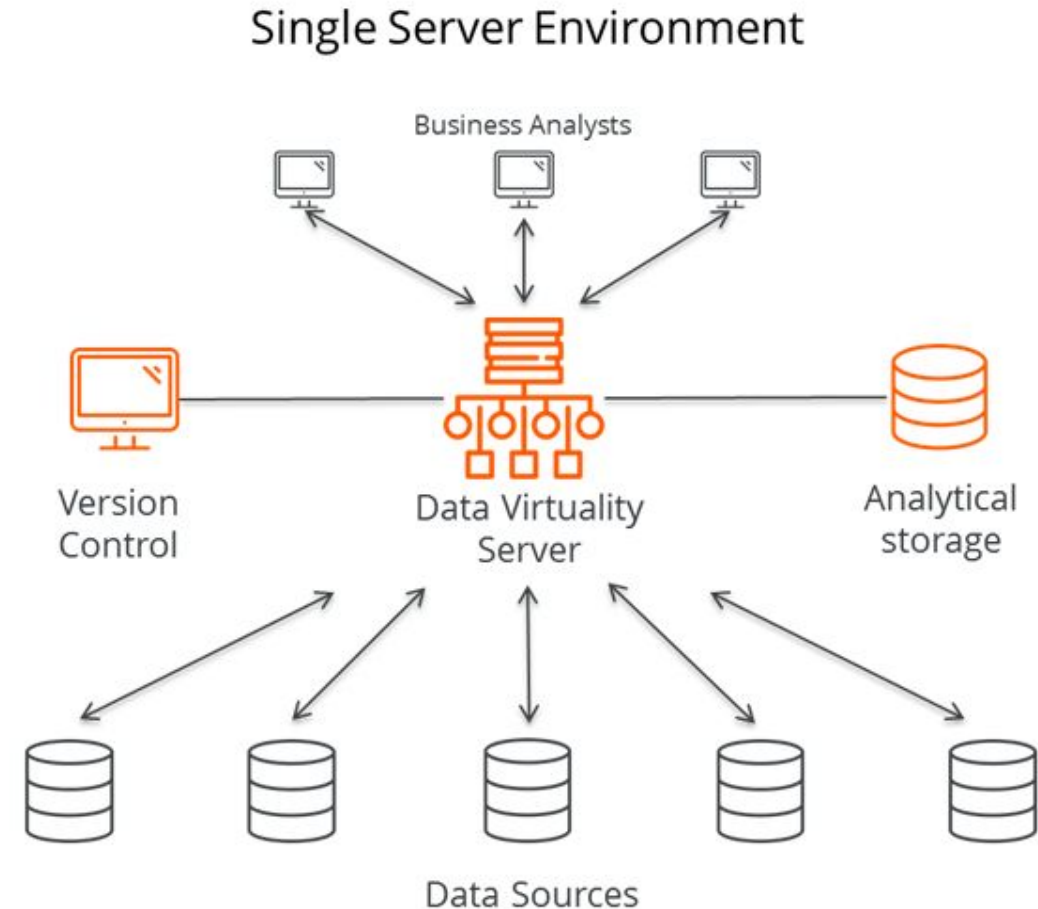 Single Server Environment
Business Analysts
Version
Control
Data Virtuality
Server
Analytical
storage
Data Sources